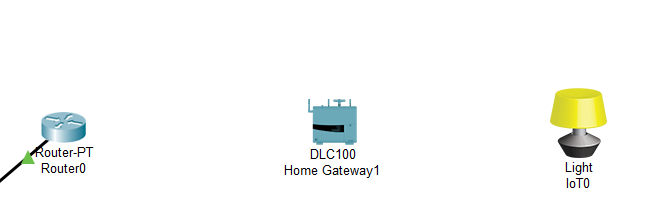 Router-PT
Router0
DLC100
Home Gateway1
Light
IoT0